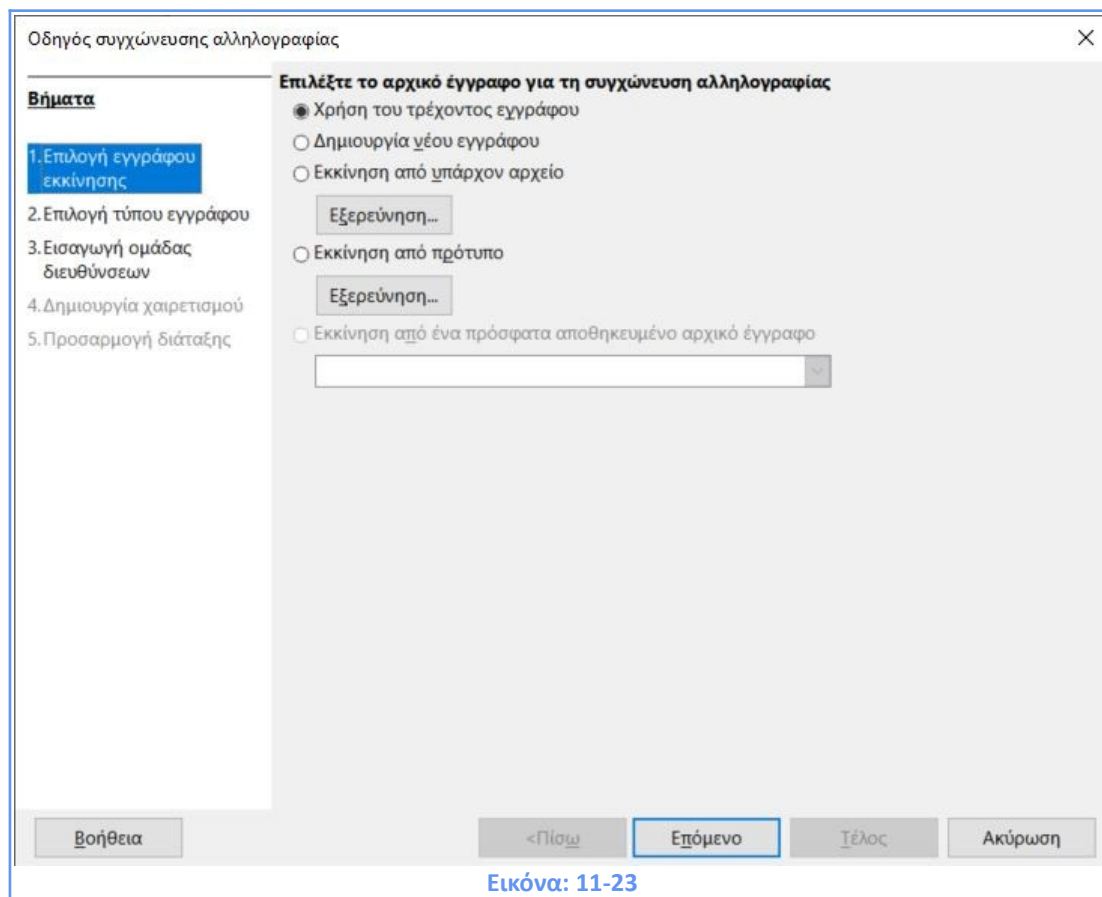 Οδηγός συγχώνευσης αλληλογραφίας
Βήματα
1.Επιλογή εγγράφου
εκκίνησης
2.Επιλογή τύπου εγγράφου
3.Εισαγωγή ομάδας
διευθύνσεων
4.Δημιουργία χαιρετισμού
5.Προσαρμογή διάταξης
Επιλέξτε το αρχικό έγγραφο για τη συγχώνευση αλληλογραφίας
Χρήση του τρέχοντος εγγράφου
Δημιουργία νέου εγγράφου
Εκκίνηση από υπάρχον αρχείο
Εξερεύνηση...
Εκκίνηση από πρότυπο
Εξερεύνηση...
Εκκίνηση από ένα πρόσφατα αποθηκευμένο αρχικό έγγραφο
Βοήθεια
<Πίσω
Επόμενο
Τέλος
Ακύρωση
Εικόνα: 11-23